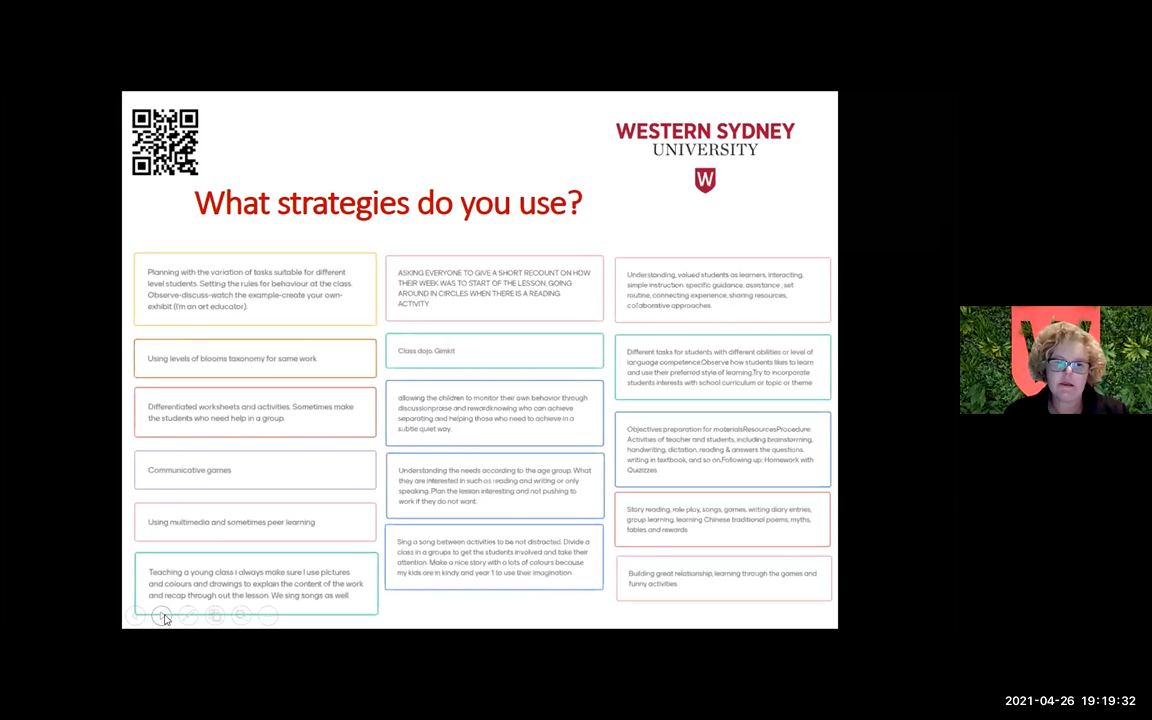 WESTERN SYDNEY
UNIVERSITY
W
What strategies do you use?
Planning with the variation of tasks suitable for different
level students. Setting the rules for behaviour at the class.
Observe-discuss-watch the example-create your own-
exhibit (I'm an art educator).
Using levels of blooms taxonomy for same work
Differentiated worksheets and activities. Sometimes make
the students who need help in a group.
Communicative games
Using multimedia and sometimes peer learning
Teaching a young class i always make sure I use pictures
and colours and drawings to explain the content of the work
and recap through out the lesson. We sing songs as well.
ASKING EVERYONE TO GIVE A SHORT RECOUNT ON HOW
THEIR WEEK WAS TO START OF THE LESSON, GOING
AROUND IN CIRCLES WHEN THERE IS A READING
ACTIVITY
Class dojo. Gimkit
allowing the children to monitor their own behavior through
discussionpraise and rewardknowing who can achieve
separating and helping those who need to achieve in a
subtle quiet way.
Understanding the needs according to the age group. What
they are interested in such as reading and writing or only
speaking. Plan the lesson interesting and not pushing to
work if they do not want.
Sing a song between activities to be not distracted. Divide a
class in a groups to get the students involved and take their
attention. Make a nice story with a lots of colours because
my kids are in kindy and year 1 to use their imagination
Understanding, valued students as learners, interacting,
simple instruction. specific guidance, assistance , set
routine, connecting experience, sharing resources,
collaborative approaches.
Different tasks for students with different abilities or level of
language competence.Observe how students likes to learn
and use their preferred style of learning.Try to incorporate
students interests with school curriculum or topic or theme
Objectives preparation for materialsResourcesProcedure:
Activities of teacher and students, including brainstorming,
handwriting, dictation, reading & answers the questions,
writing in textbook, and so on.Following up: Homework with
Quizizzes
Story reading, role play, songs, games, writing diary entries,
group learning, learning Chinese traditional poems, myths,
fables and rewards
Building great relationship, learning through the games and
funny activities
2021-04-26 19:19:32